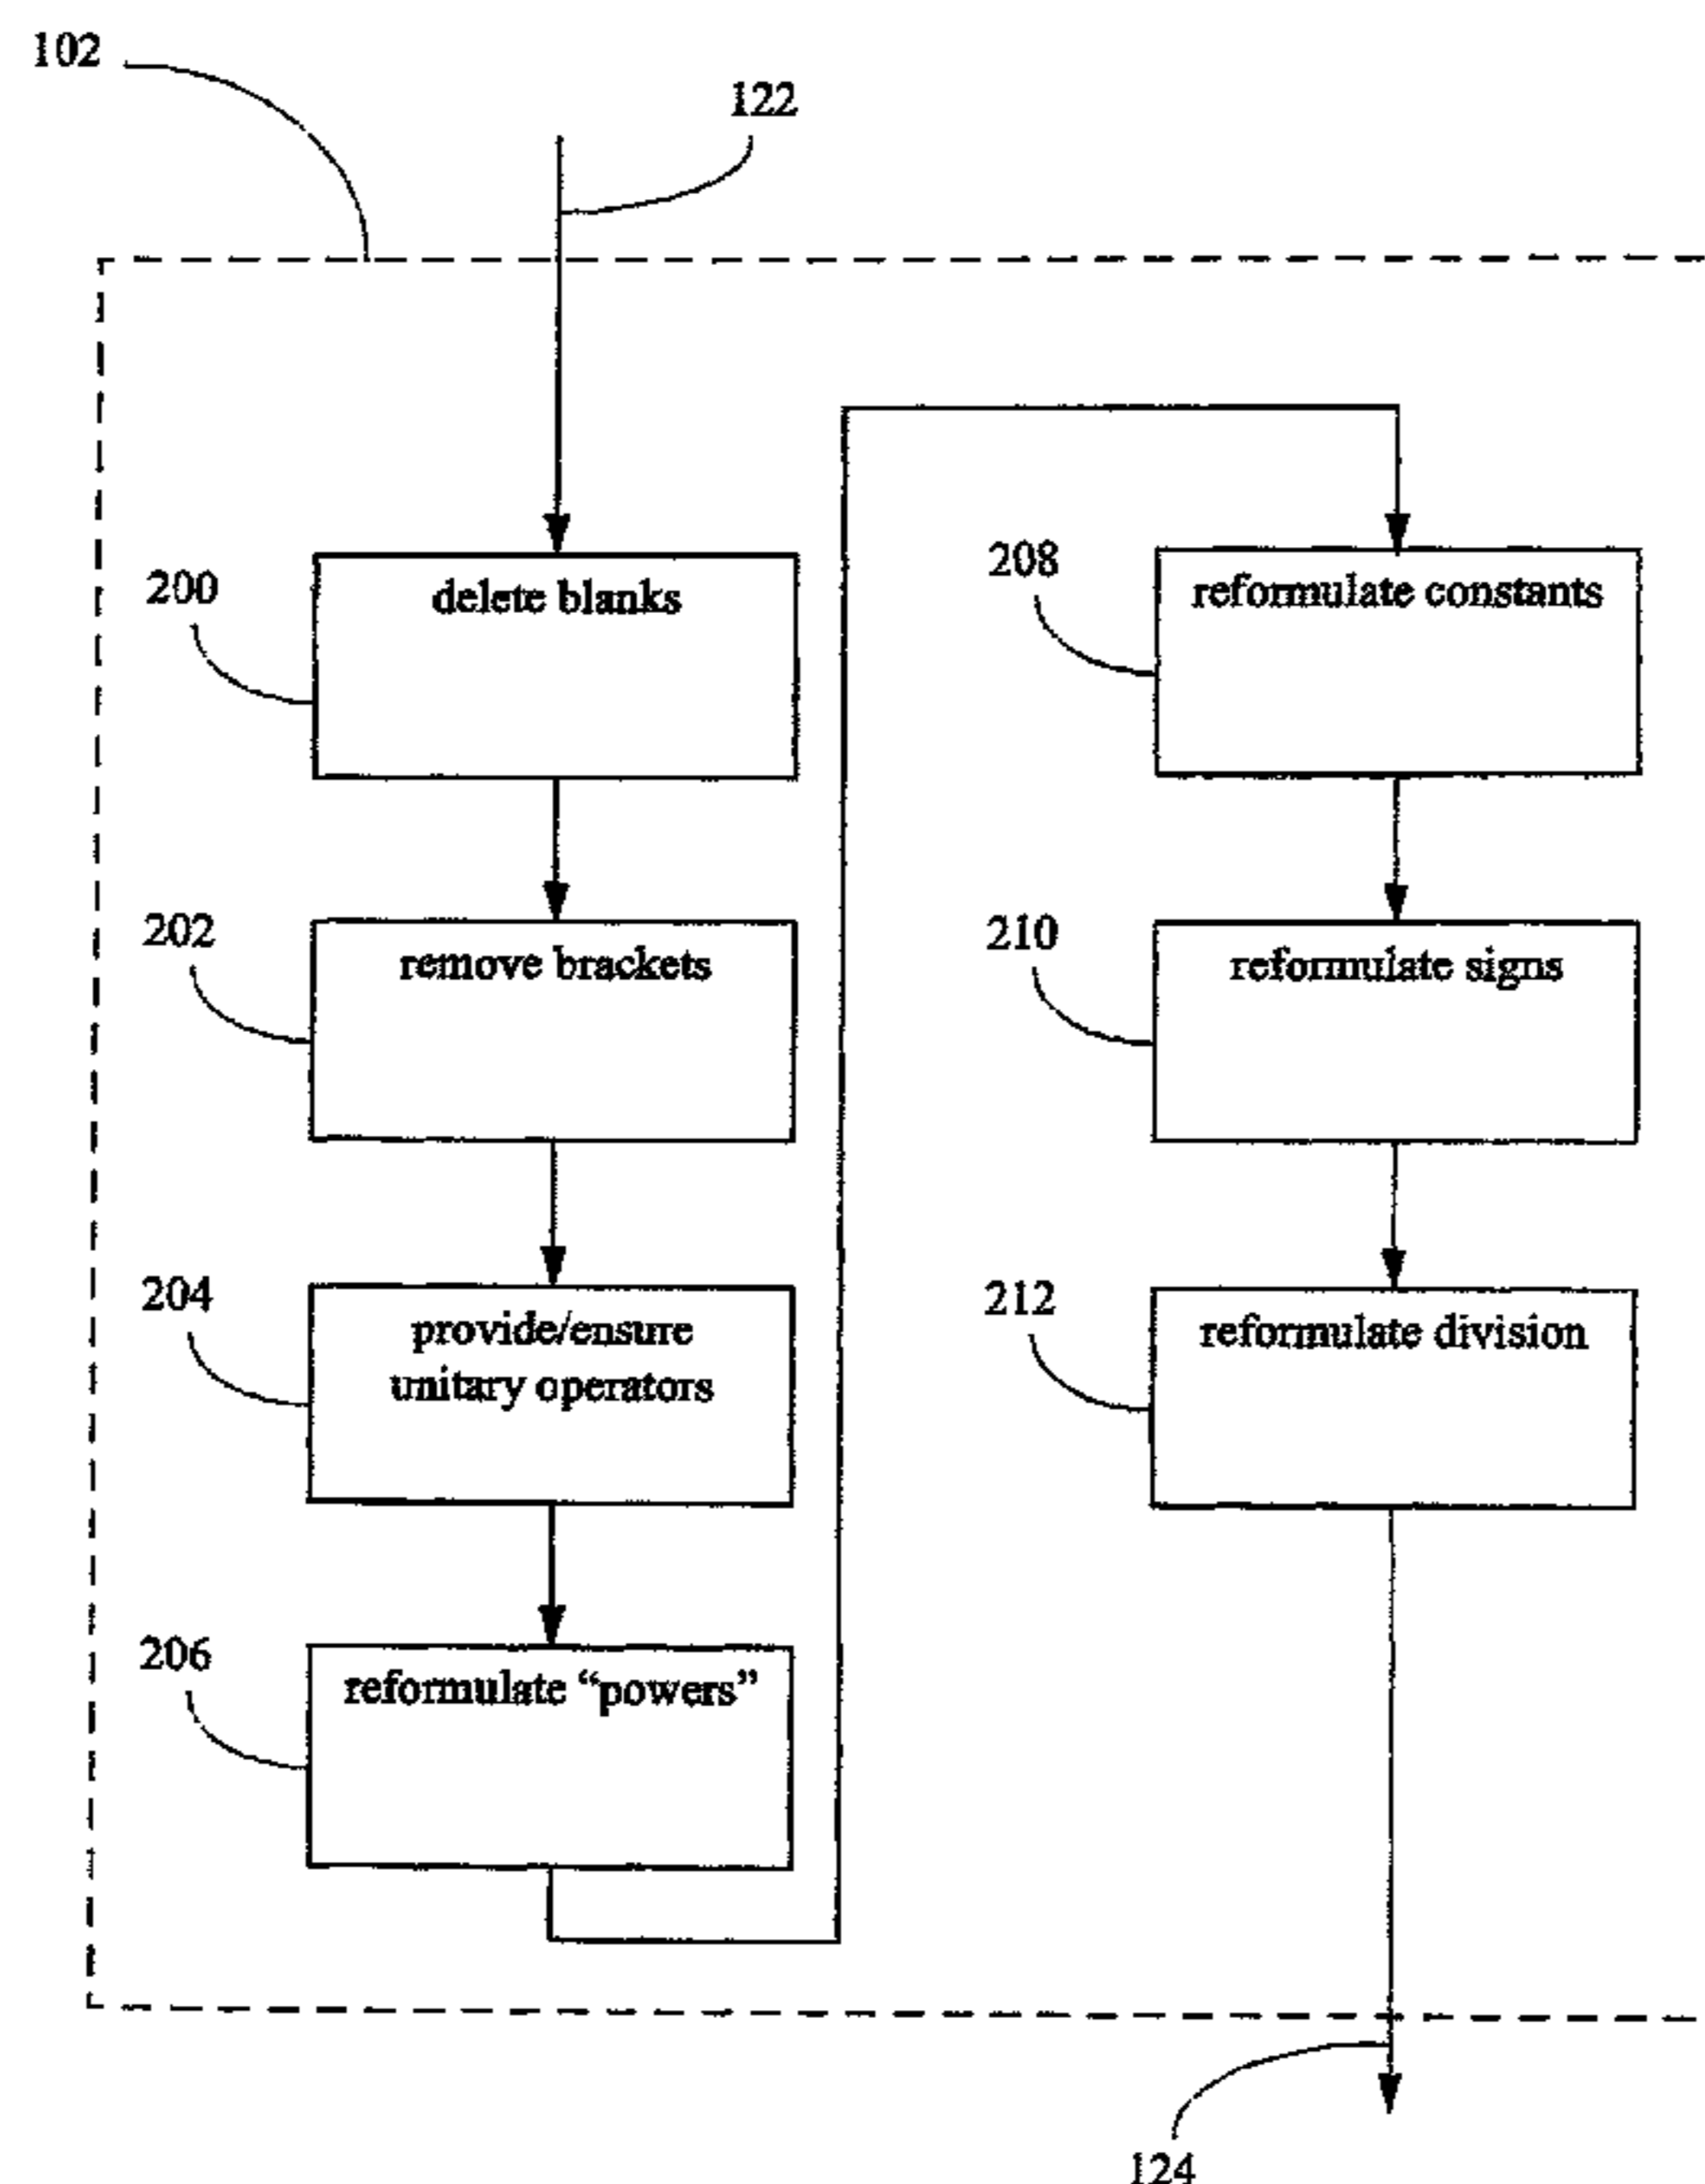 102
122
200
delete blanks
202
remove brackets
204
provide/ensure
unitary operators
206
reformulate “powers”
208
reformulate constants
210
reformulate signs
212
reformulate division
124